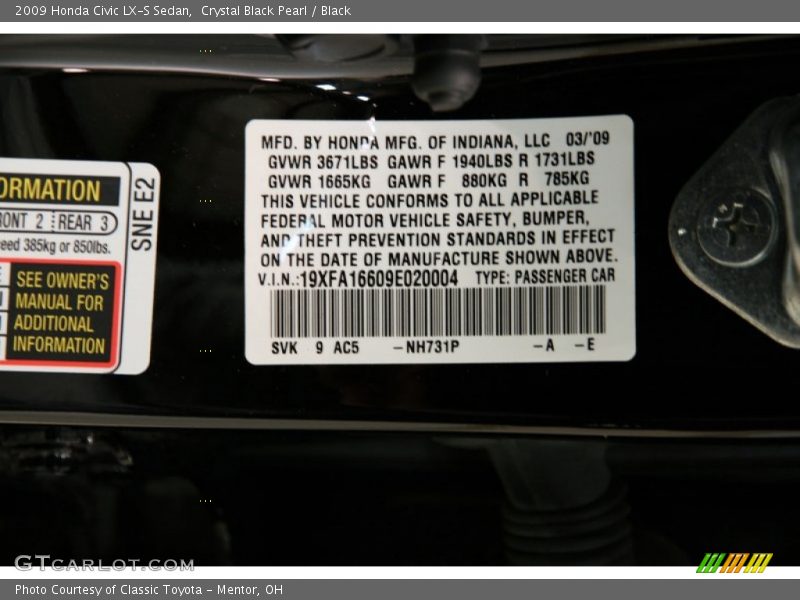 2009 Honda Civic LX-S Sedan,  Crystal Black Pearl / Black
MFD. BY HONDA MFG. OF INDIANA, LLC  03/'09
GVWR 3671LBS  GAWR F 1940LBS R 1731LBS
GVWR 1665KG  GAWR F  880KG R  785KG
THIS VEHICLE CONFORMS TO ALL APPLICABLE
FEDERAL MOTOR VEHICLE SAFETY, BUMPER,
AND THEFT PREVENTION STANDARDS IN EFFECT
ON THE DATE OF MANUFACTURE SHOWN ABOVE.
V.I.N.:19XFA16609E020004  TYPE: PASSENGER CAR
SVK  9 AC5  -NH731P  -A  -E
ORMATION
RONT 2 REAR 3
eed 385kg or 850lbs.
SEE OWNER'S
MANUAL FOR
ADDITIONAL
INFORMATION
SNE E2
GTCARLOT.COM
Photo Courtesy of Classic Toyota - Mentor, OH